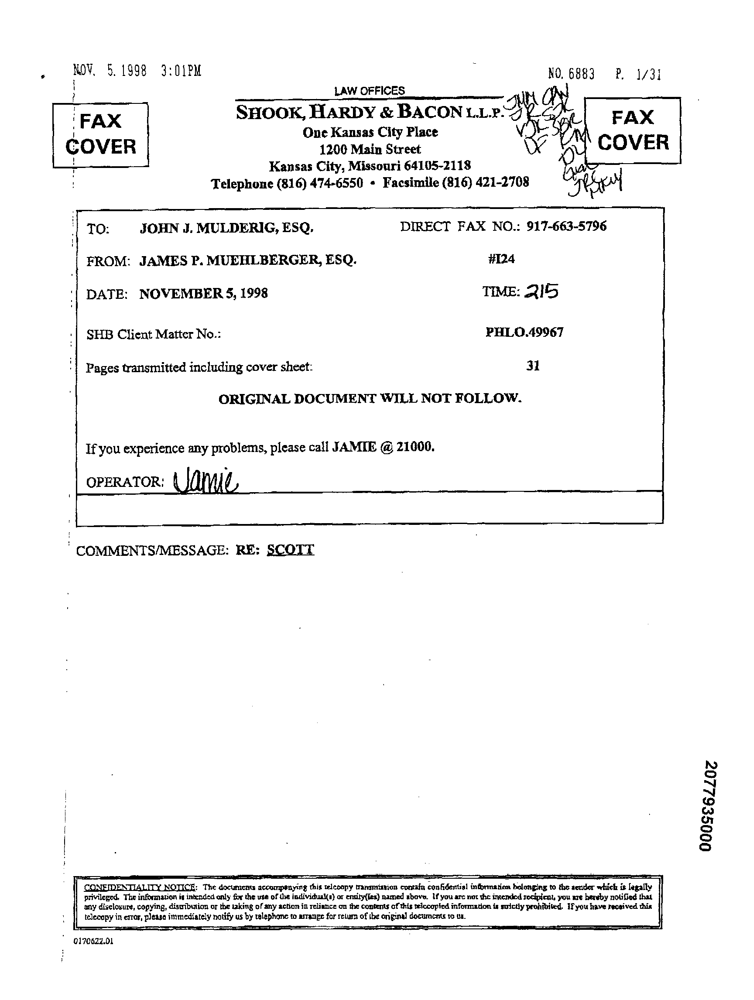 NOV. 5.1998 3:01PM NO. 6883 P. 1/31
LAW OFFICES
SHOOK, HARDY & BACON L.L.P.
FAX COVER
One Kansas City Place
1200 Main Street
Kansas City, Missouri 64105-2118
Telephone (816) 474-6550 • Facsimile (816) 421-2708
FAX COVER
TO: JOHN J. MULDERIG, ESQ. DIRECT FAX NO.: 917-663-5796
FROM: JAMES P. MUEHLBERGER, ESQ. #I24
DATE: NOVEMBER 5, 1998 TIME: 215
SHB Client Matter No.: PHLO.49967
Pages transmitted including cover sheet: 31
ORIGINAL DOCUMENT WILL NOT FOLLOW.
If you experience any problems, please call JAMIE @ 21000.
OPERATOR: Jamie
COMMENTS/MESSAGE: RE: SCOTT
2077935000
CONFIDENTIALITY NOTICE: The documents accompanying this telecopy transmission contain confidential information belonging to the sender which is legally
privileged. The information is intended only for the use of the individual(s) or entity(ies) named above. If you are not the intended recipient, you are hereby notified that
any disclosure, copying, distribution or the taking of any action in reliance on the contents of this telecopied information is strictly prohibited. If you have received this
telecopy in error, please immediately notify us by telephone to arrange for return of the original documents to us.
0170622.01